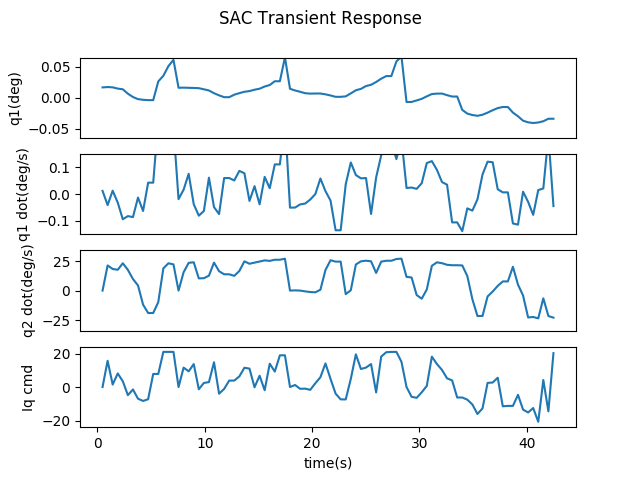 SAC Transient Response
q1(deg)
0.05
0.00
−0.05
q1 dot(deg/s)
0.1
0.0
−0.1
q2 dot(deg/s)
25
0
−25
Iq cmd
20
0
−20
0 10 20 30 40
time(s)